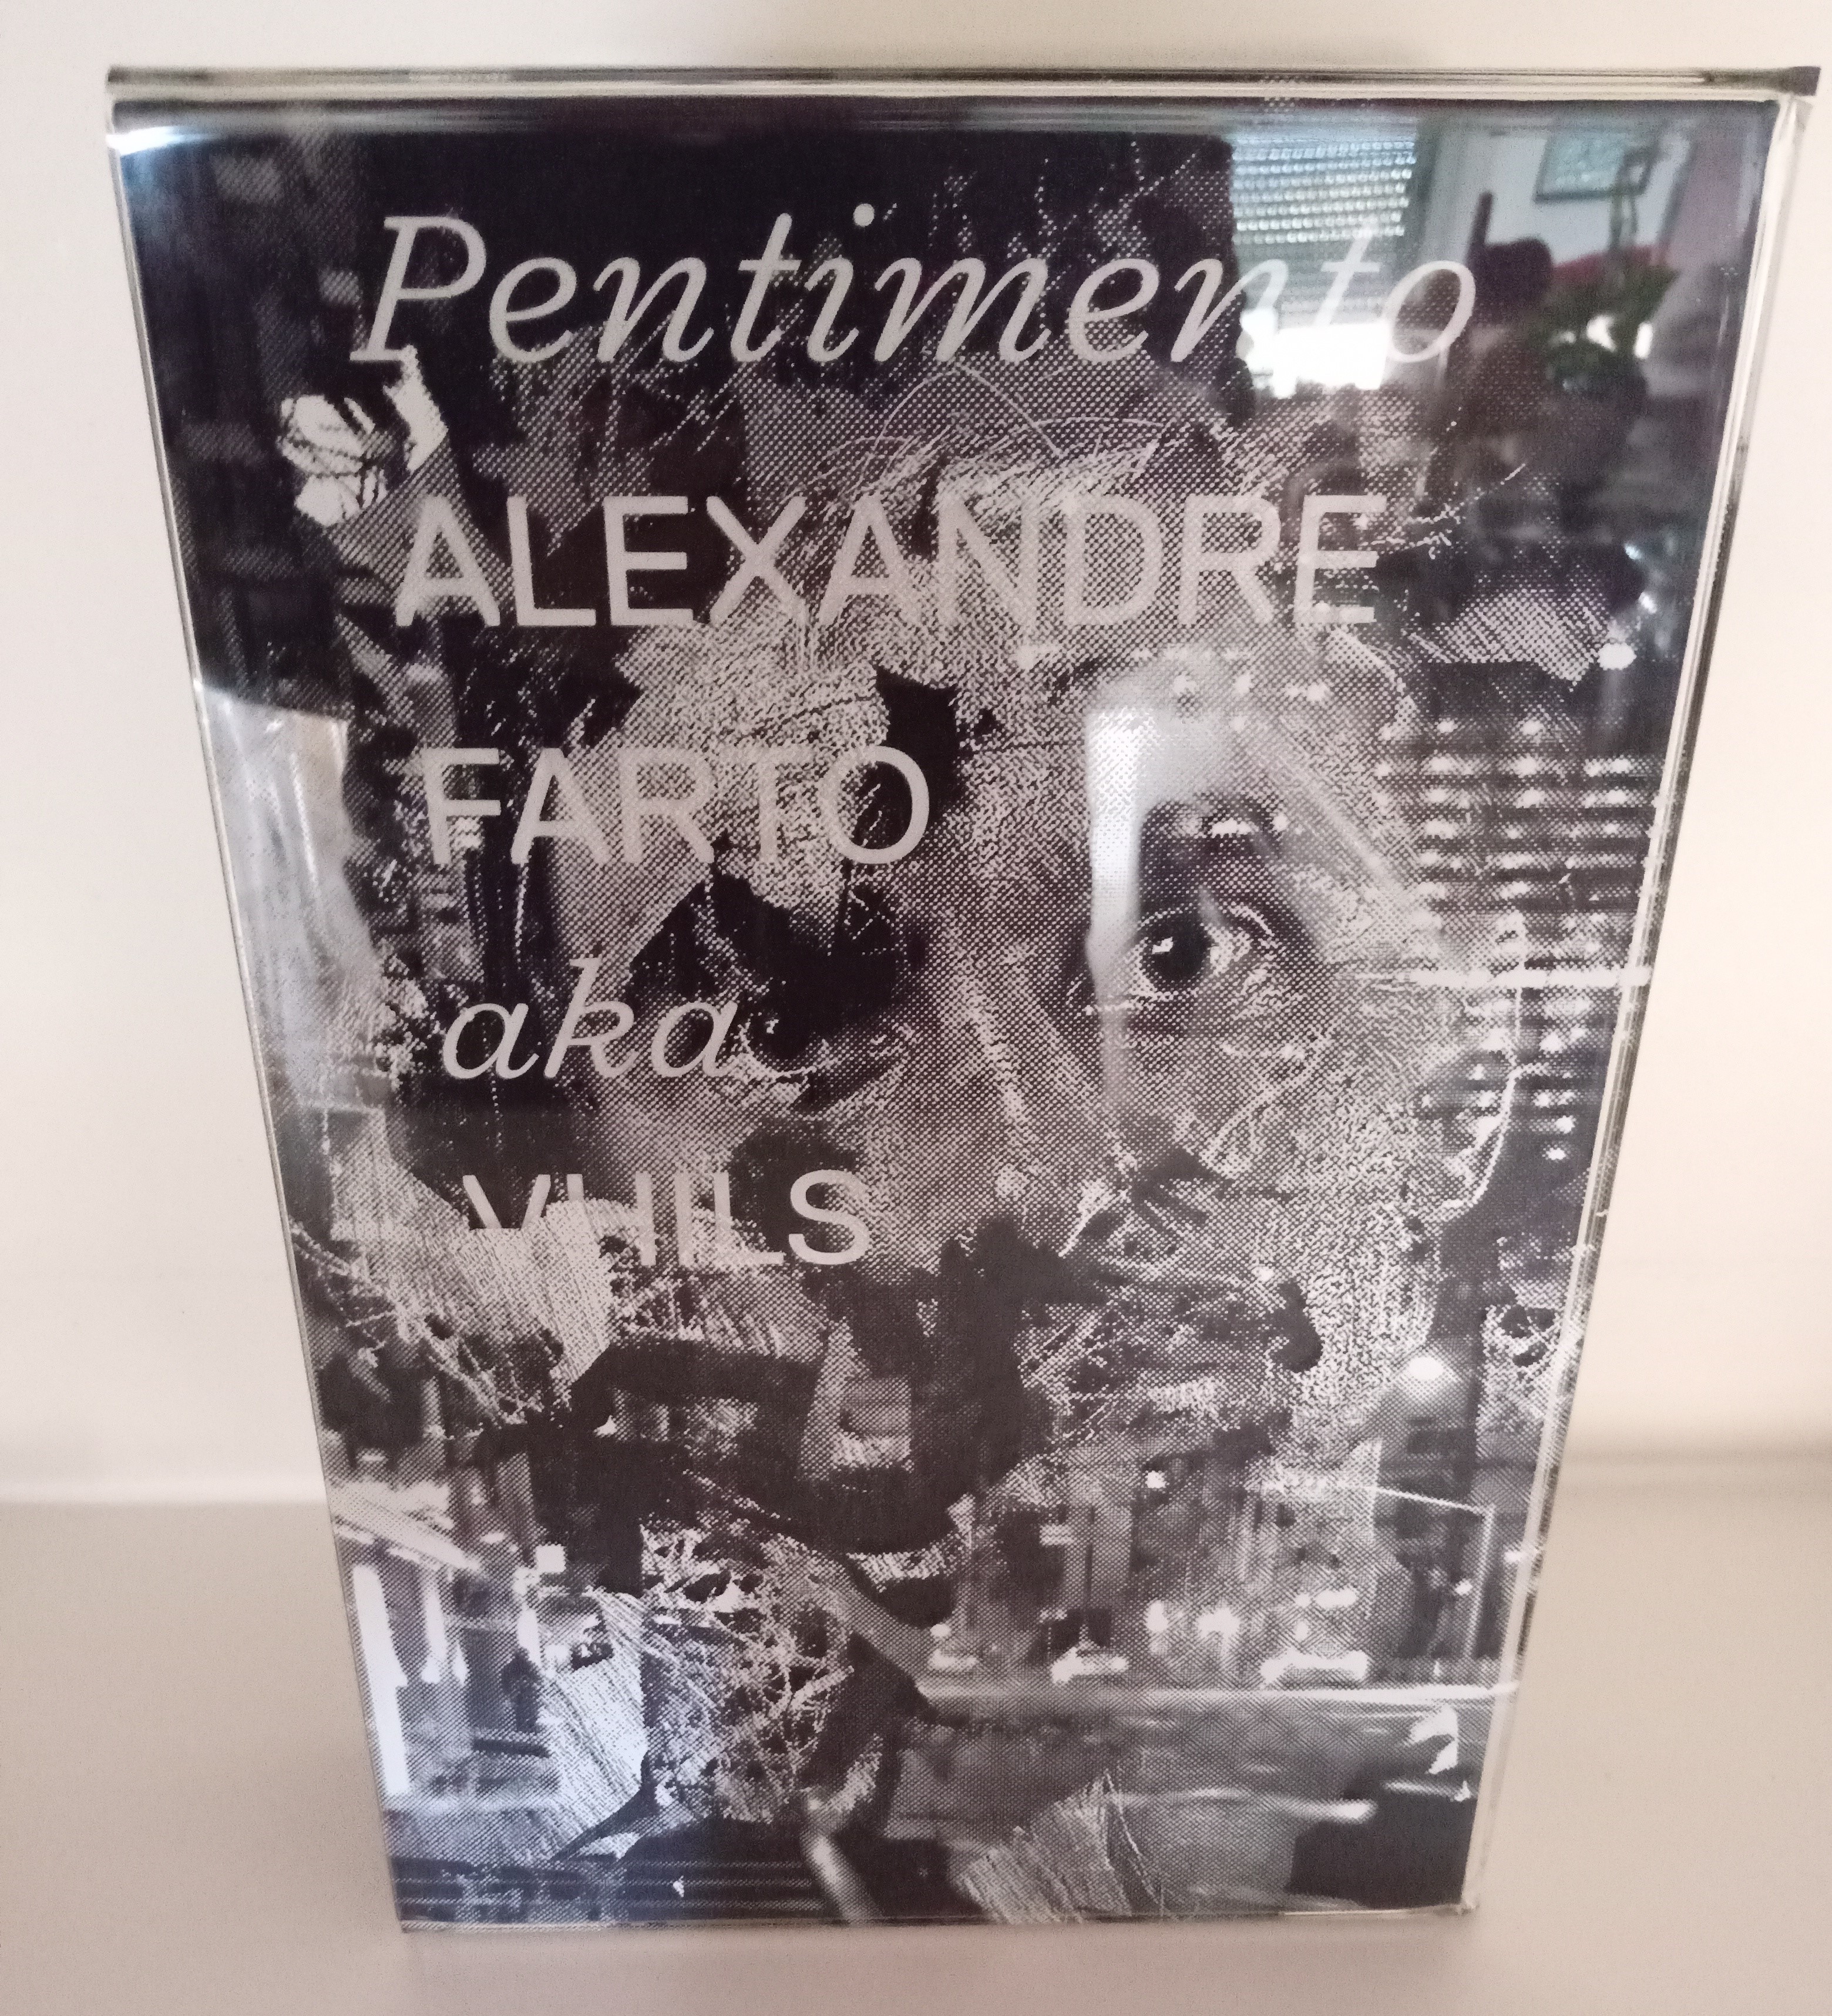 Pentimento
ALEXANDRE
FARTO
aka
VHILS